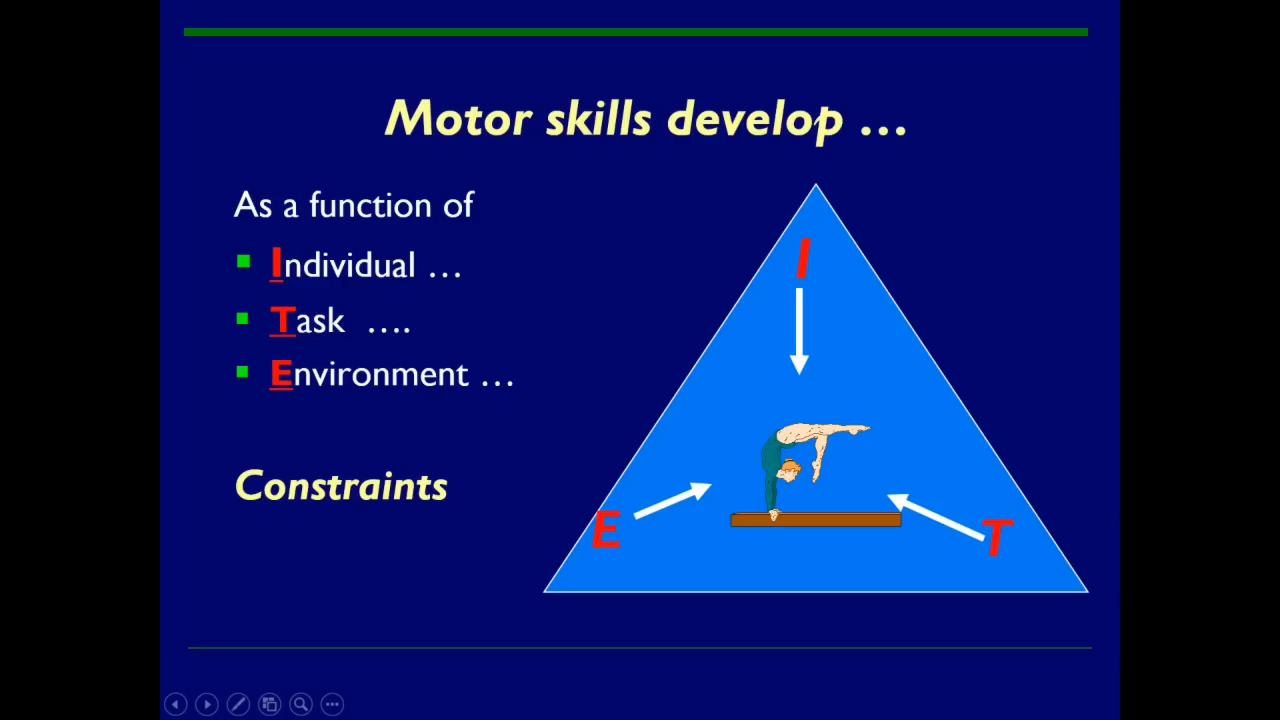 Motor skills develop …
As a function of
Individual …
Task ….
Environment …
Constraints
I
E
T